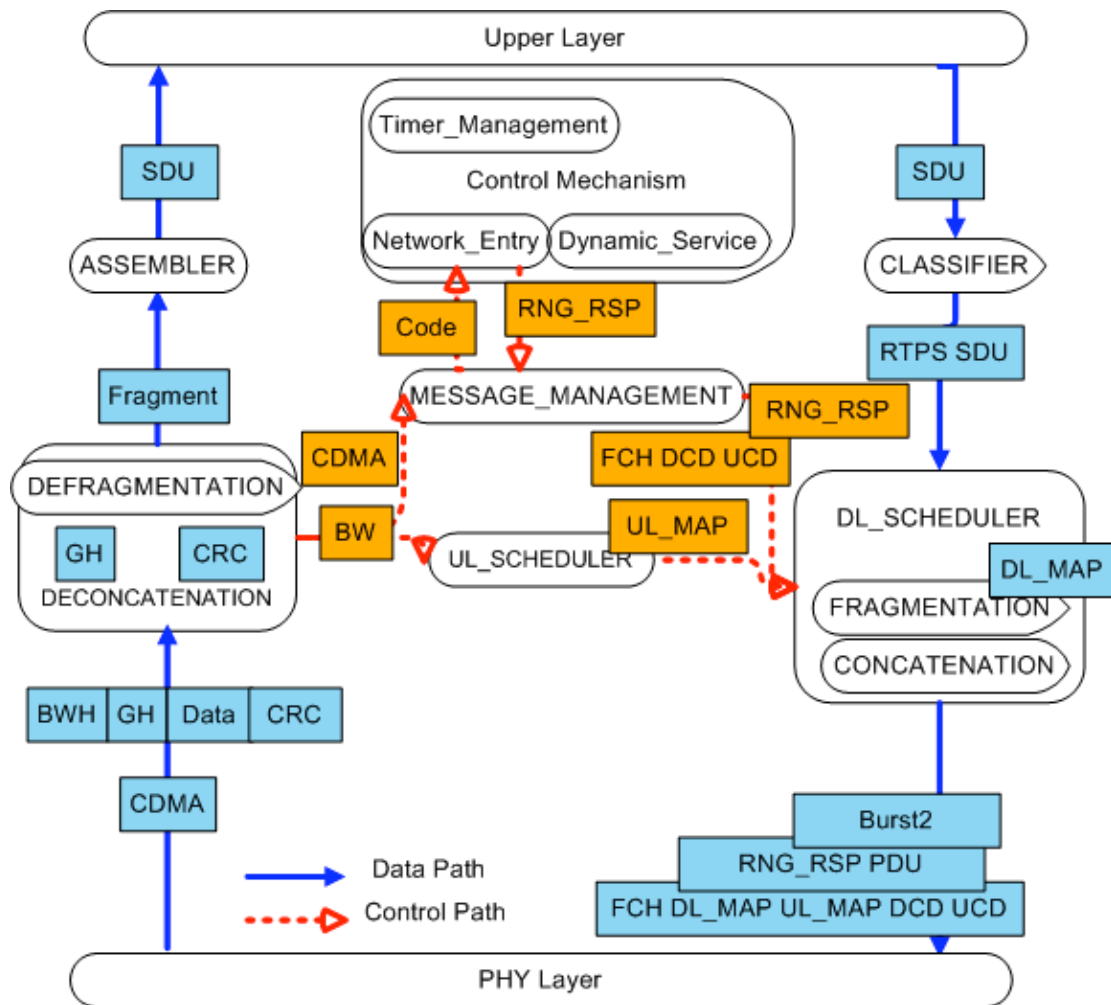 Upper Layer
Timer_Management
Control Mechanism
Network_Entry
Dynamic_Service
SDU
SDU
ASSEMBLER
CLASSIFIER
Code
RNG_RSP
RTPS SDU
Fragment
MESSAGE_MANAGEMENT
RNG_RSP
CDMA
FCH DCD UCD
DEFRAGMENTATION
BW
UL_MAP
DL_SCHEDULER
GH
CRC
UL_SCHEDULER
DL_MAP
DECONCATENATION
FRAGMENTATION
CONCATENATION
BWH
GH
Data
CRC
CDMA
Burst2
RNG_RSP PDU
FCH DL_MAP UL_MAP DCD UCD
Data Path
Control Path
PHY Layer